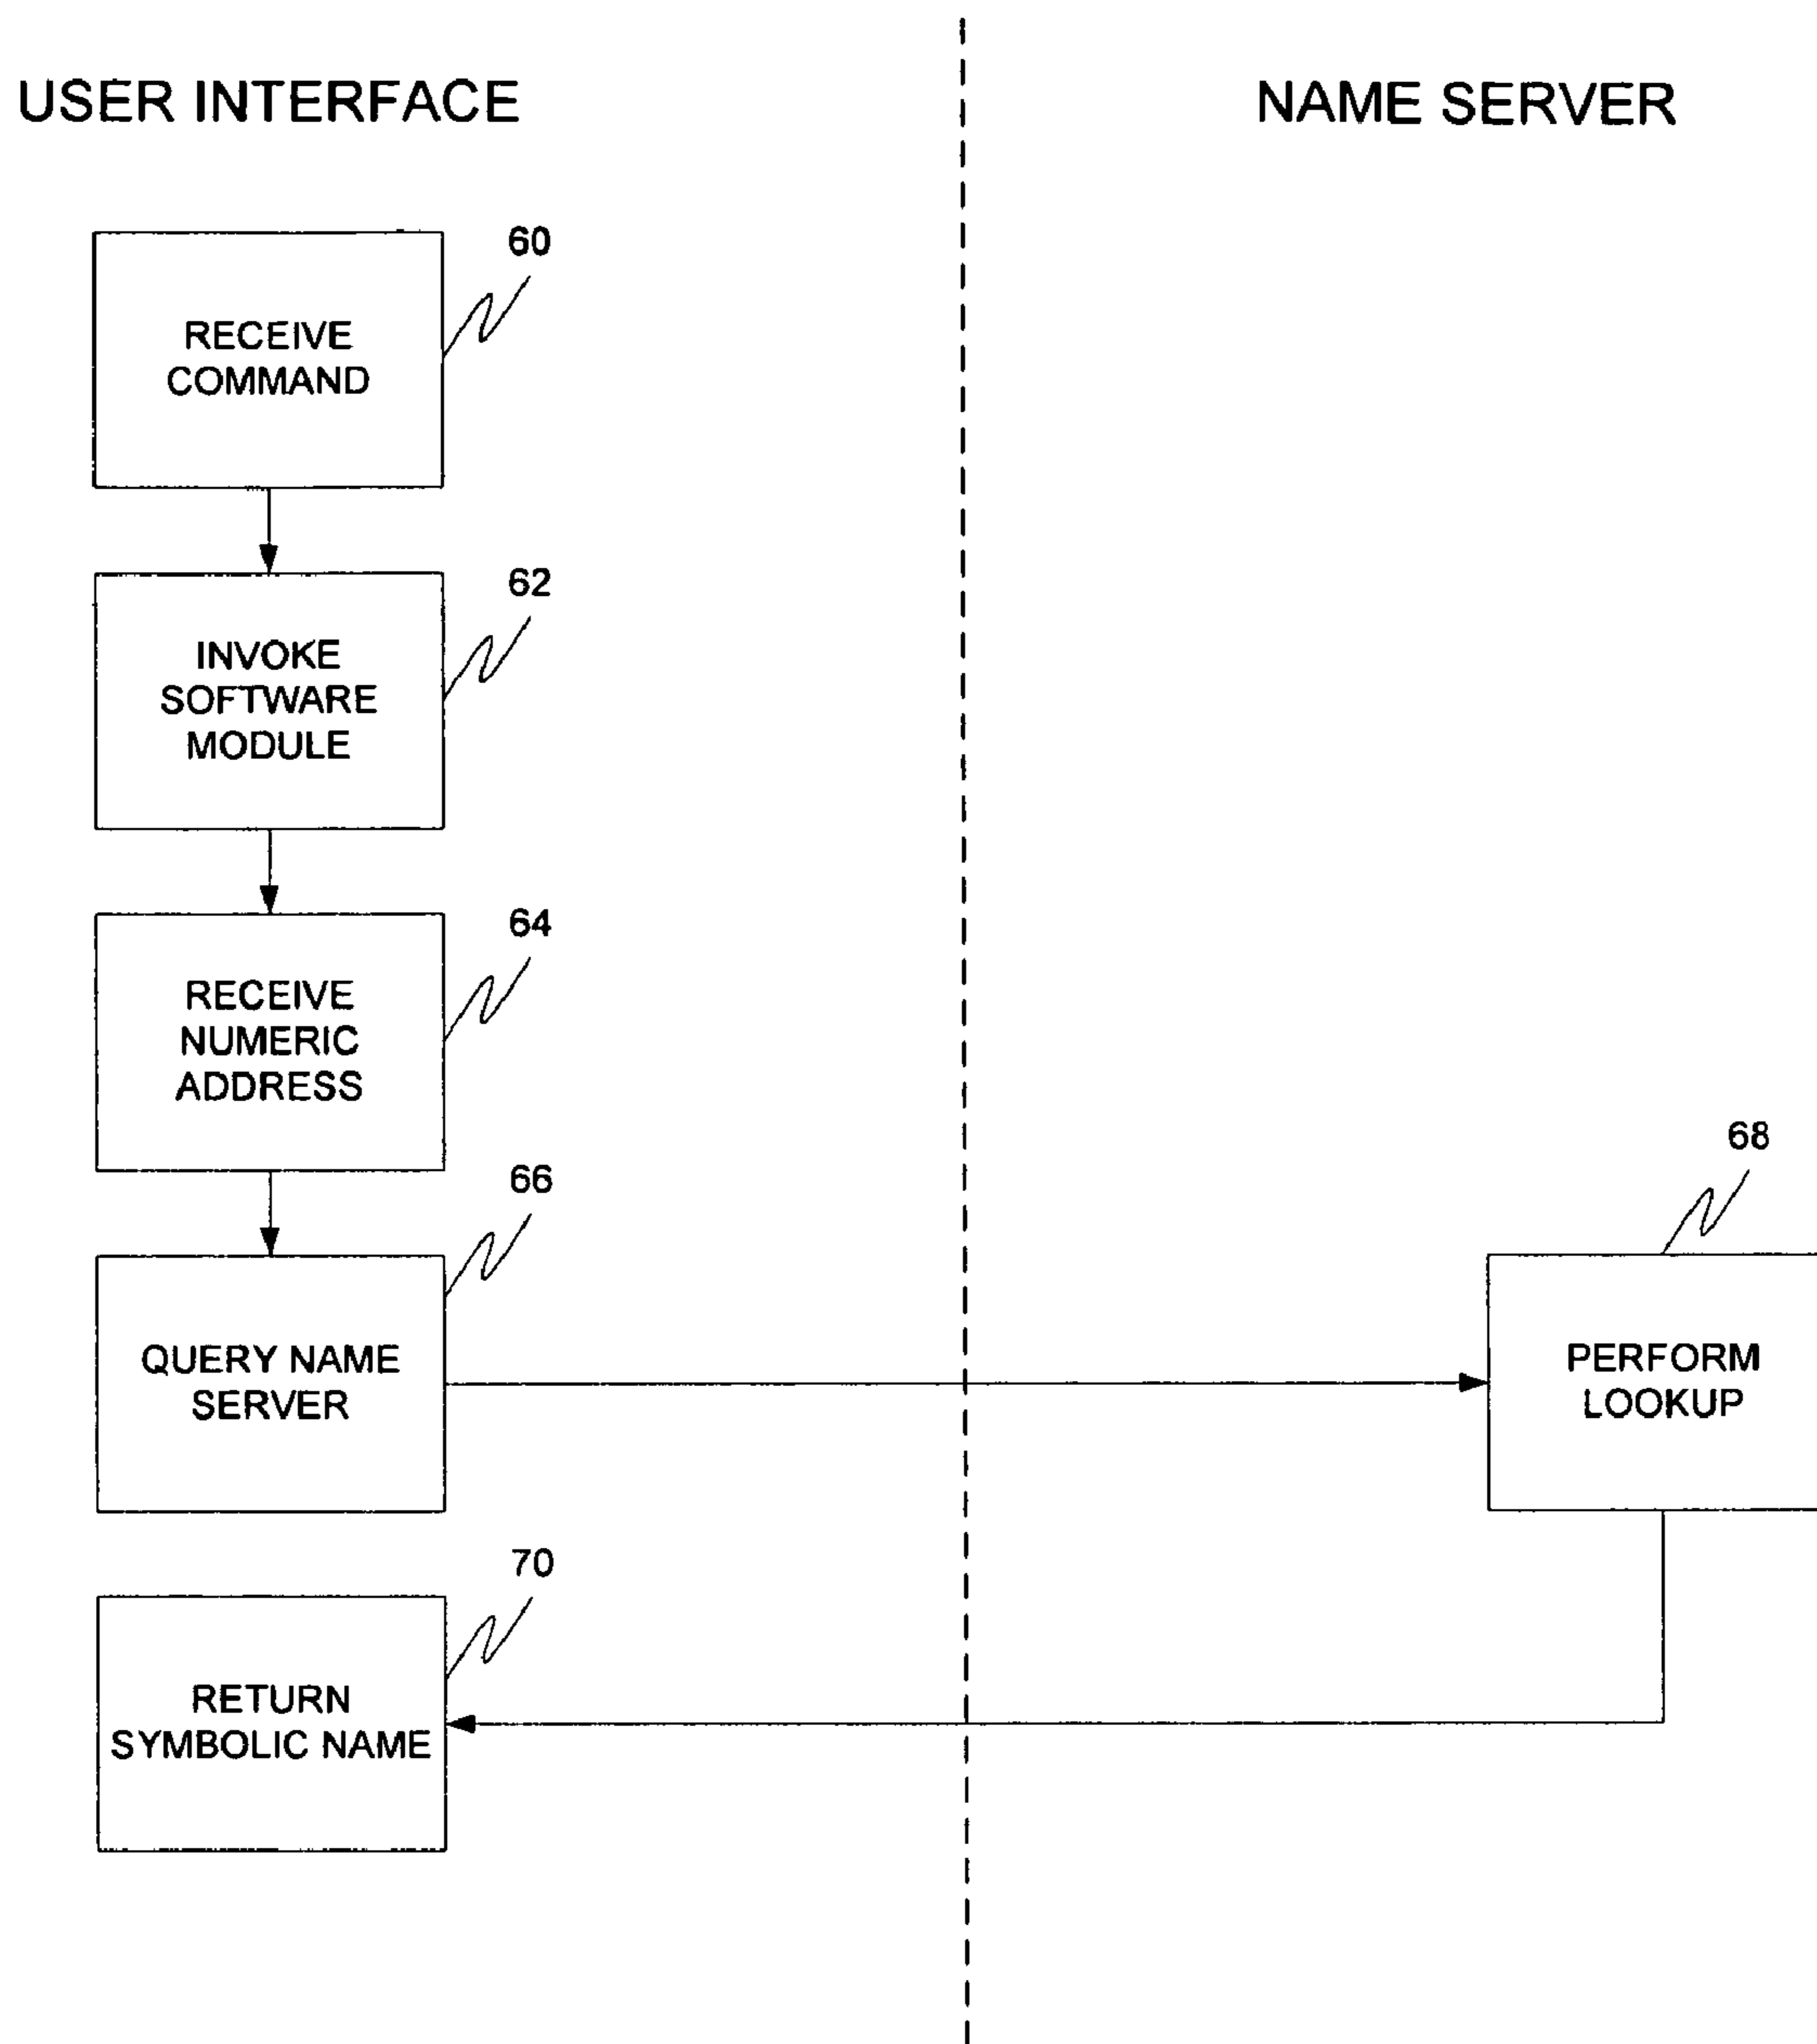 USER INTERFACE
NAME SERVER
60
RECEIVE
COMMAND
62
INVOKE
SOFTWARE
MODULE
64
RECEIVE
NUMERIC
ADDRESS
66
QUERY NAME
SERVER
68
PERFORM
LOOKUP
70
RETURN
SYMBOLIC NAME